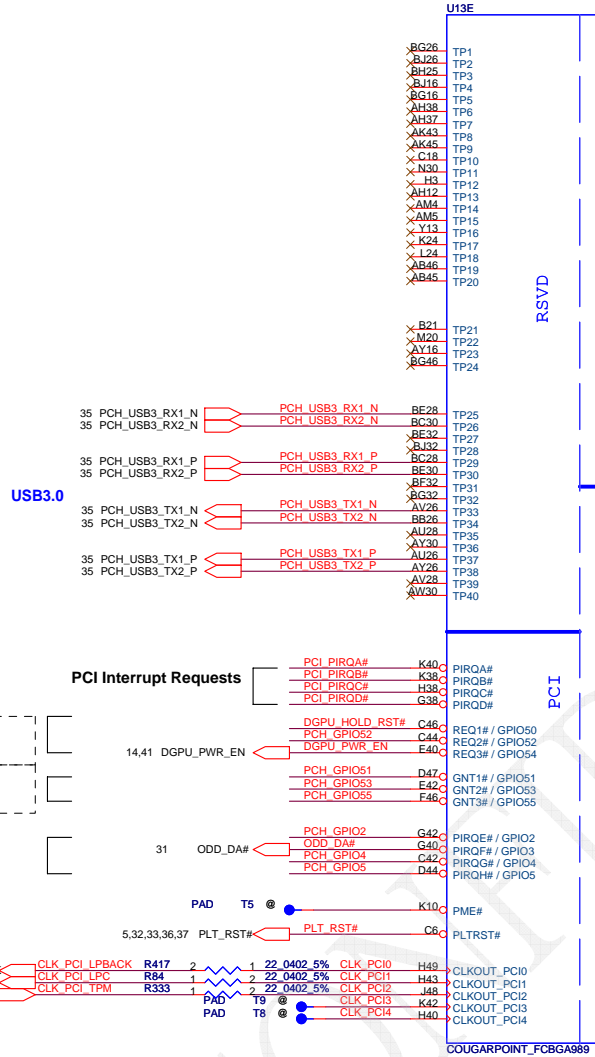 U13E
BG26 TP1
BJ26 TP2
BH25 TP3
BJ16 TP4
BG16 TP5
AH38 TP6
AH37 TP7
AK43 TP8
AK45 TP9
C18 TP10
N30 TP11
H3 TP12
AH12 TP13
AM4 TP14
AM5 TP15
Y13 TP16
K24 TP17
L24 TP18
AB46 TP19
AB45 TP20
RSVD
B21 TP21
M20 TP22
AY16 TP23
BG46 TP24
35 PCH_USB3_RX1_N PCH_USB3_RX1_N BE28 TP25
35 PCH_USB3_RX2_N PCH_USB3_RX2_N BC30 TP26
BE32 TP27
BJ32 TP28
35 PCH_USB3_RX1_P PCH_USB3_RX1_P BC28 TP29
35 PCH_USB3_RX2_P PCH_USB3_RX2_P BE30 TP30
BF32 TP31
BG32 TP32
USB3.0
35 PCH_USB3_TX1_N PCH_USB3_TX1_N AV26 TP33
35 PCH_USB3_TX2_N PCH_USB3_TX2_N BB26 TP34
AU28 TP35
AY30 TP36
35 PCH_USB3_TX1_P PCH_USB3_TX1_P AU26 TP37
35 PCH_USB3_TX2_P PCH_USB3_TX2_P AY26 TP38
AV28 TP39
AW30 TP40
PCI Interrupt Requests
PCI_PIRQA# K40 PIRQA#
PCI_PIRQB# K38 PIRQB#
PCI_PIRQC# H38 PIRQC#
PCI_PIRQD# G38 PIRQD#
PCI
DGPU_HOLD_RST# C46 REQ1# / GPIO50
PCH_GPIO52 C44 REQ2# / GPIO52
14,41 DGPU_PWR_EN DGPU_PWR_EN E40 REQ3# / GPIO54
PCH_GPIO51 D47 GNT1# / GPIO51
PCH_GPIO53 E42 GNT2# / GPIO53
PCH_GPIO55 F46 GNT3# / GPIO55
PCH_GPIO2 G42 PIRQE# / GPIO2
31 ODD_DA# ODD_DA# G40 PIRQF# / GPIO3
PCH_GPIO4 C42 PIRQG# / GPIO4
PCH_GPIO5 D44 PIRQH# / GPIO5
PAD T5 @ K10 PME#
5,32,33,36,37 PLT_RST# PLT_RST# C6 PLTRST#
CLK_PCI_LPBACK R417 2 1 22_0402_5% CLK_PCI0 H49 CLKOUT_PCI0
CLK_PCI_LPC R84 1 2 22_0402_5% CLK_PCI1 H43 CLKOUT_PCI1
CLK_PCI_TPM R333 1 2 22_0402_5% CLK_PCI2 J48 CLKOUT_PCI2
PAD T9 @ CLK_PCI3 K42 CLKOUT_PCI3
PAD T8 @ CLK_PCI4 H40 CLKOUT_PCI4
COUGARPOINT_FCBGA989